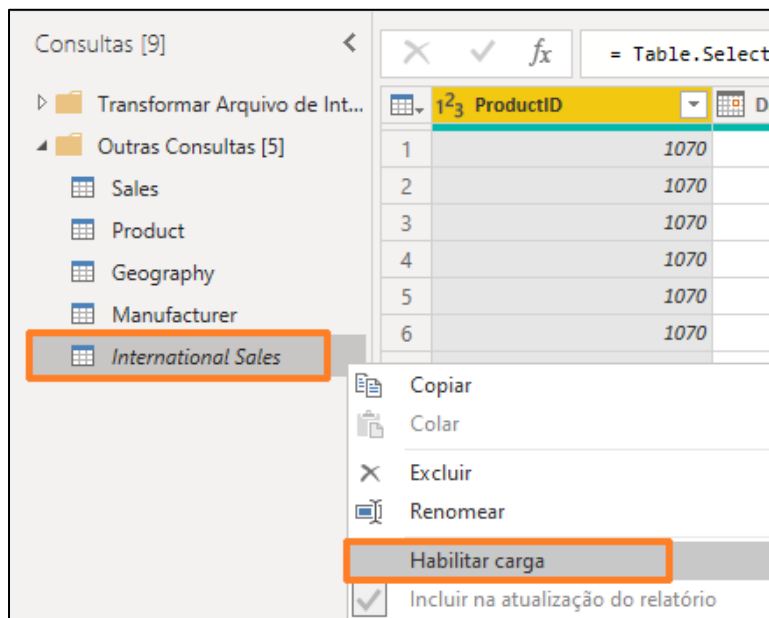 Consultas [9]
fx
= Table.Select
Transformar Arquivo de Int...
Outras Consultas [5]
Sales
Product
Geography
Manufacturer
International Sales
1²3 ProductID
D
1 1070
2 1070
3 1070
4 1070
5 1070
6 1070
Copiar
Colar
Excluir
Renomear
Habilitar carga
Incluir na atualização do relatório